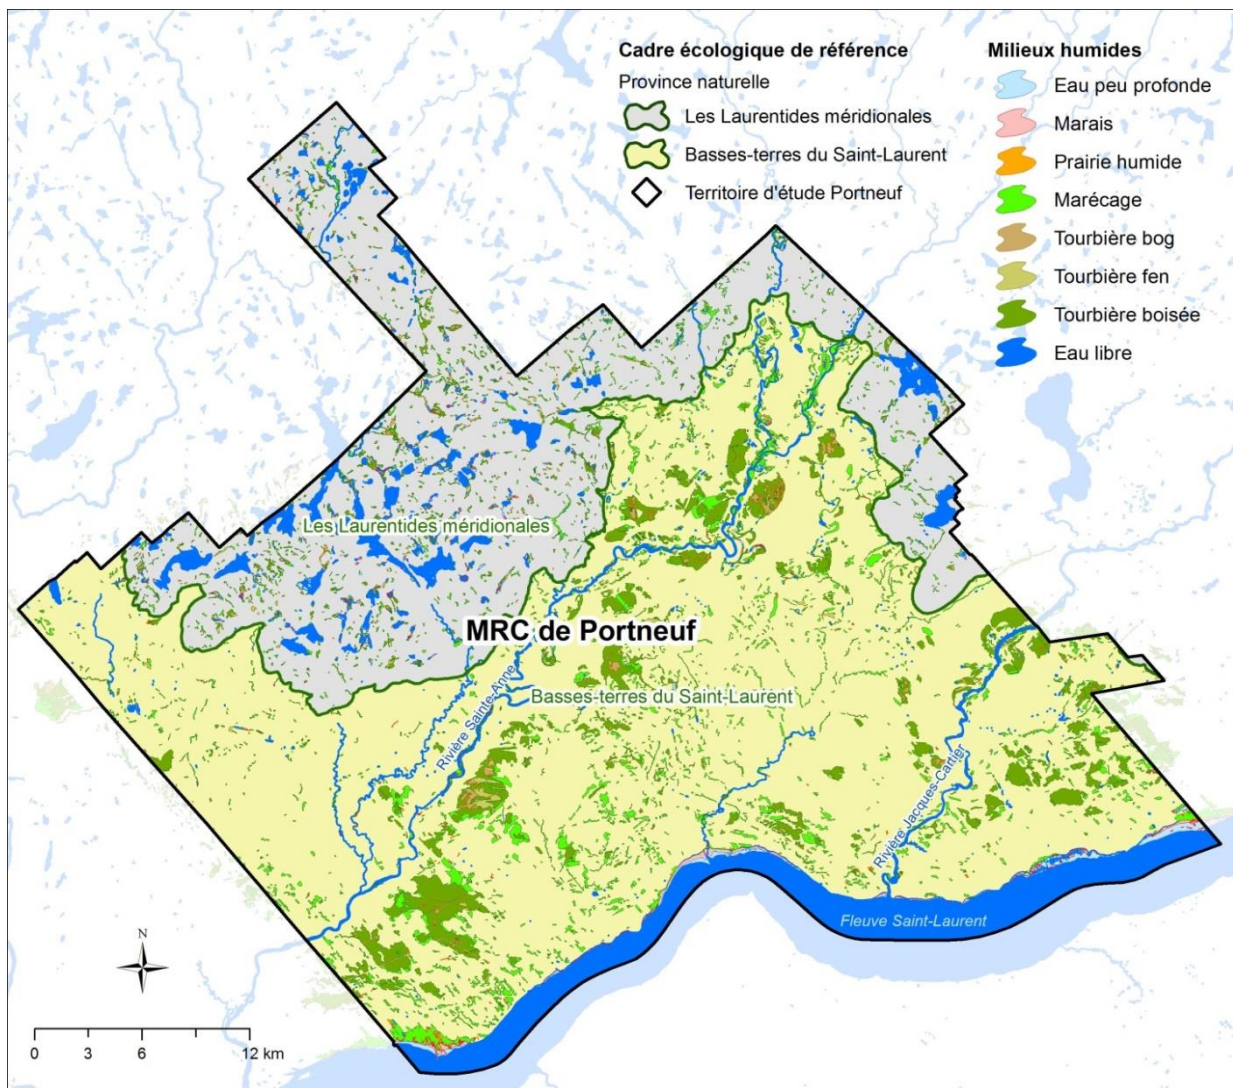 Cadre écologique de référence
Province naturelle
Les Laurentides méridionales
Basses-terres du Saint-Laurent
Territoire d'étude Portneuf
Milieux humides
Eau peu profonde
Marais
Prairie humide
Marécage
Tourbière bog
Tourbière fen
Tourbière boisée
Eau libre
Les Laurentides méridionales
MRC de Portneuf
Rivière Sainte-Anne
Basses-terres du Saint-Laurent
Rivière Jacques-Cartier
Fleuve Saint-Laurent
N
0 3 6 12 km